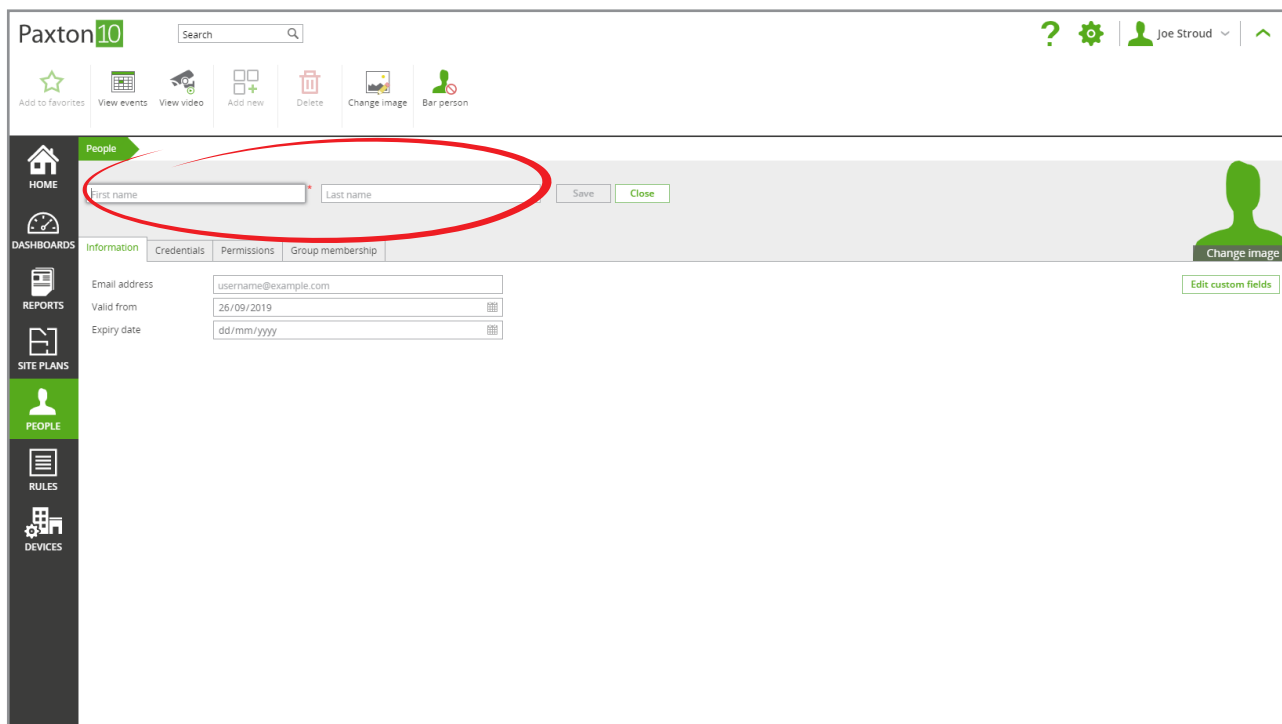 Paxton10
Search
? Joe Stroud
Add to favorites View events View video Add new Delete Change image Bar person
HOME
DASHBOARDS
REPORTS
SITE PLANS
PEOPLE
RULES
DEVICES
People
First name * Last name Save Close
Change image
Information Credentials Permissions Group membership
Email address username@example.com Edit custom fields
Valid from 26/09/2019
Expiry date dd/mm/yyyy